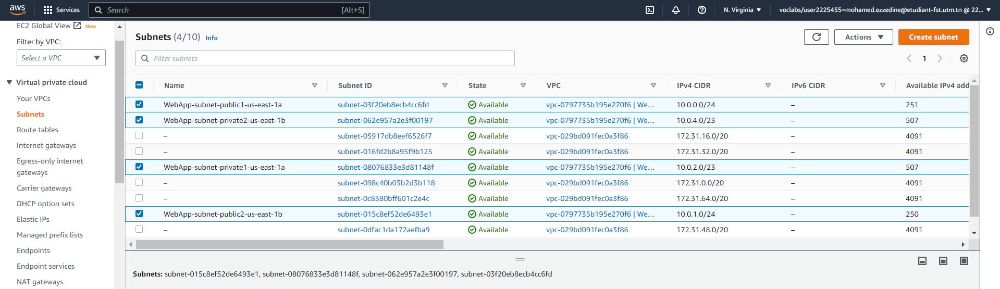 aws Services Search [Alt+S] N. Virginia voclabs/user2225455=mohamed.ezzedine@etudiant-fst.utm.tn @ 22...
EC2 Global View New
Filter by VPC:
Select a VPC
Virtual private cloud
Your VPCs
Subnets
Route tables
Internet gateways
Egress-only internet
gateways
Carrier gateways
DHCP option sets
Elastic IPs
Managed prefix lists
Endpoints
Endpoint services
NAT gateways
Subnets (4/10) Info Actions Create subnet
Filter subnets 1
Name Subnet ID State VPC IPv4 CIDR IPv6 CIDR Available IPv4 add
WebApp-subnet-public1-us-east-1a subnet-03f20eb8ecb4cc6fd Available vpc-0797735b195e270f6 | We... 10.0.0.0/24 – 251
WebApp-subnet-private2-us-east-1b subnet-062e957a2e3f00197 Available vpc-0797735b195e270f6 | We... 10.0.4.0/23 – 507
– subnet-05917db8eef6526f7 Available vpc-029bd091fec0a3f86 172.31.16.0/20 – 4091
– subnet-016fd2b8a95f9b125 Available vpc-029bd091fec0a3f86 172.31.32.0/20 – 4091
WebApp-subnet-private1-us-east-1a subnet-08076833e3d81148f Available vpc-0797735b195e270f6 | We... 10.0.2.0/23 – 507
– subnet-098c40b03b2d3b118 Available vpc-029bd091fec0a3f86 172.31.0.0/20 – 4091
– subnet-0c8380bff601c2e4c Available vpc-029bd091fec0a3f86 172.31.64.0/20 – 4091
WebApp-subnet-public2-us-east-1b subnet-015c8ef52de6493e1 Available vpc-0797735b195e270f6 | We... 10.0.1.0/24 – 250
– subnet-0dfac1da172aefba9 Available vpc-029bd091fec0a3f86 172.31.48.0/20 – 4091
Subnets: subnet-015c8ef52de6493e1, subnet-08076833e3d81148f, subnet-062e957a2e3f00197, subnet-03f20eb8ecb4cc6fd